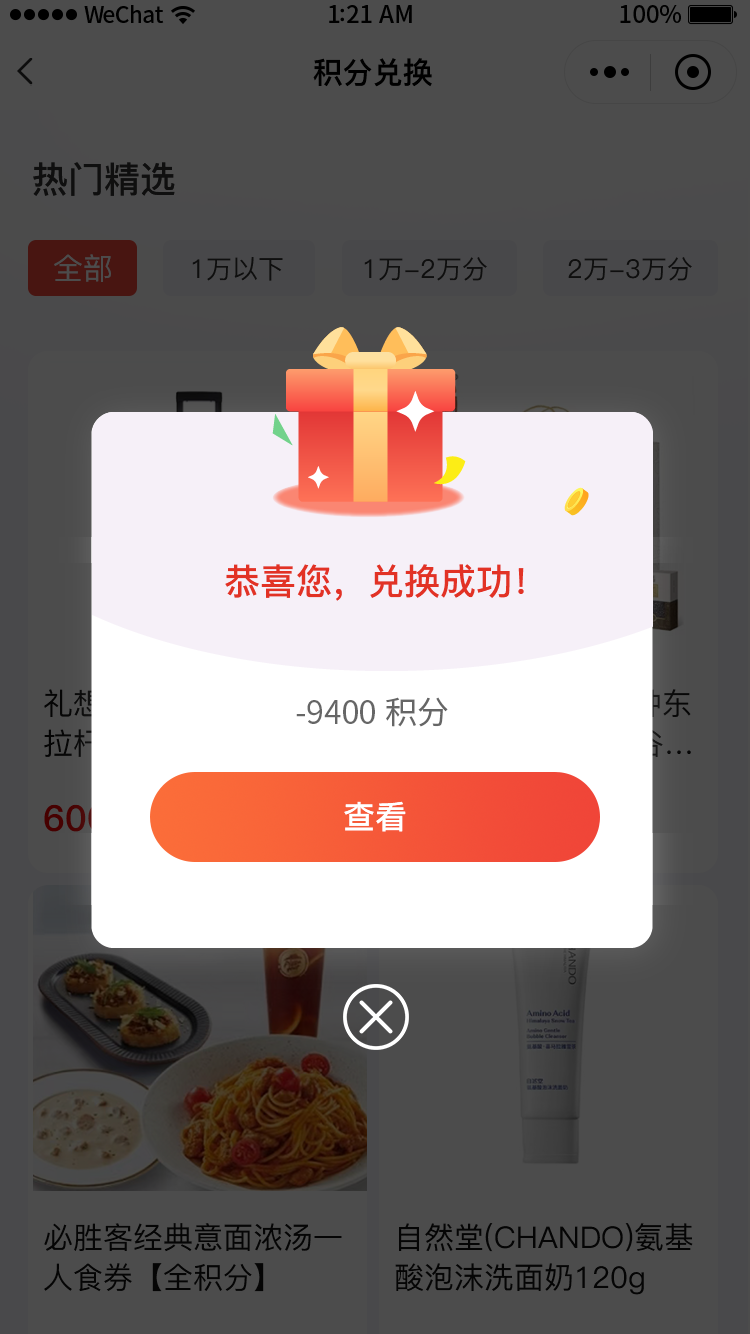 WeChat 1:21 AM 100%
积分兑换
热门精选
全部 1万以下 1万-2万分 2万-3万分
恭喜您，兑换成功！
礼想
拉杆
冲东
谷...
-9400 积分
600
查看
HANDO
Amino Acid
必胜客经典意面浓汤一
人食券【全积分】
自然堂(CHANDO)氨基
酸泡沫洗面奶120g